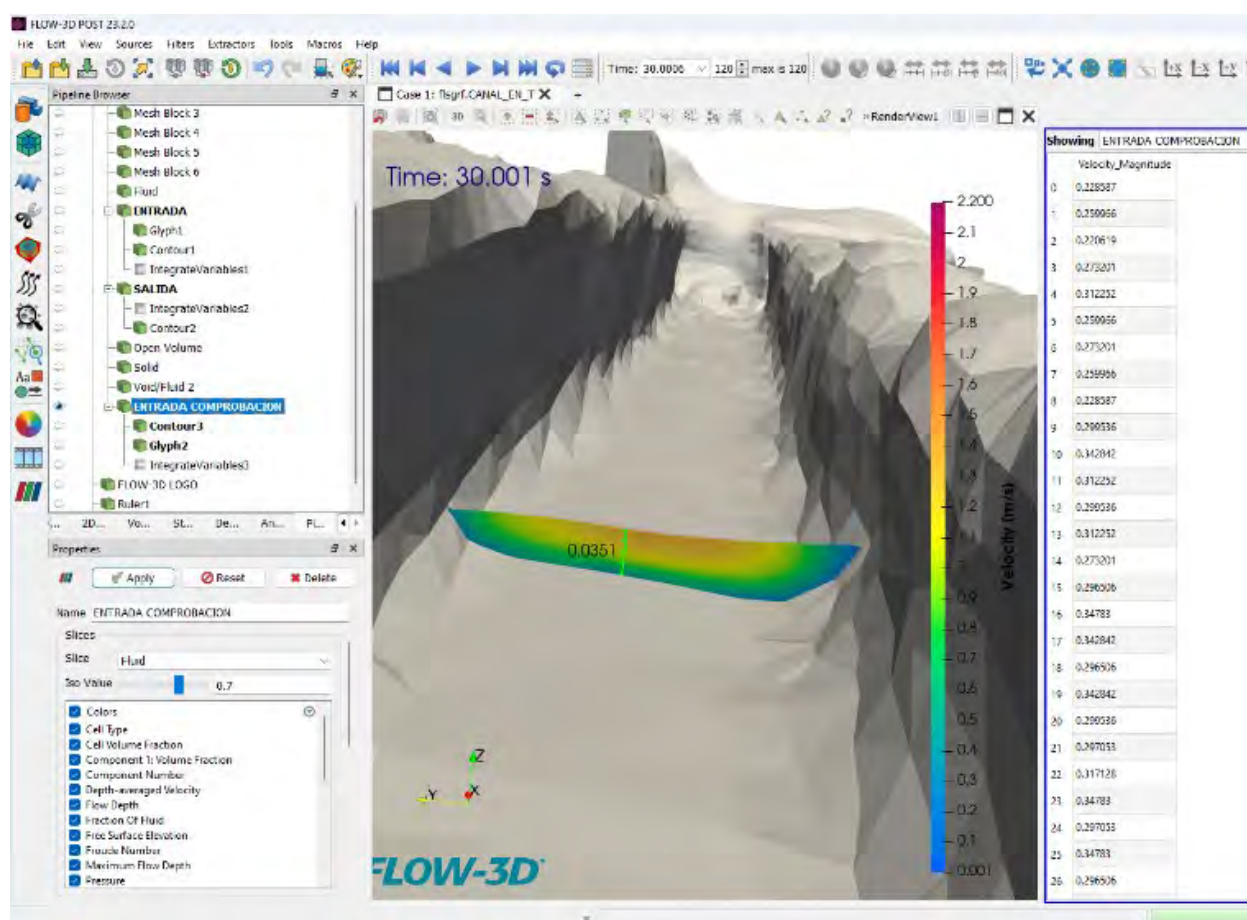 FLOW-3D POST 23.2.0
File Edit View Sources Filters Extractors Tools Macros Help
Time: 30.0006 120 max is 120
Pipeline Browser
Case 1: flsgrf.CANAL_EN_T
3D
RenderView1
Mesh Block 3
Mesh Block 4
Mesh Block 5
Mesh Block 6
Fluid
ENTRADA
Glyph1
Contour1
IntegrateVariables1
SALIDA
IntegrateVariables2
Contour2
Open Volume
Solid
Void/Fluid 2
ENTRADA COMPROBACION
Contour3
Glyph2
IntegrateVariables3
FLOW-3D LOGO
Ruler1
... 2D... Vo... St... De... An... PL...
Properties
Apply Reset Delete
Name ENTRADA COMPROBACION
Slices
Slice Fluid
Iso Value 0.7
Colors
Cell Type
Cell Volume Fraction
Component 1: Volume Fraction
Component Number
Depth-averaged Velocity
Flow Depth
Fraction Of Fluid
Free Surface Elevation
Froude Number
Maximum Flow Depth
Pressure
Time: 30.001 s
0.0351
Z
Y X
FLOW-3D
2.200
2.1
2
1.9
1.8
1.7
1.6
1.5
1.4
1.3
1.2
1.1
1
0.9
0.8
0.7
0.6
0.5
0.4
0.3
0.2
0.1
0.001
Velocity (m/s)
Showing ENTRADA COMPROBACION
Velocity_Magnitude
0 0.228587
1 0.259966
2 0.220619
3 0.273201
4 0.312252
5 0.259966
6 0.273201
7 0.259966
8 0.228587
9 0.299536
10 0.342842
11 0.312252
12 0.299536
13 0.312252
14 0.273201
15 0.296506
16 0.34783
17 0.342842
18 0.296506
19 0.342842
20 0.299536
21 0.297053
22 0.317128
23 0.34783
24 0.297053
25 0.34783
26 0.296506